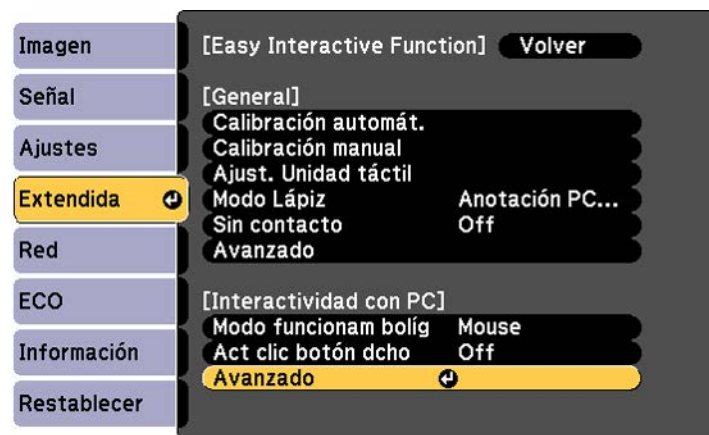 Imagen
Señal
Ajustes
Extendida
Red
ECO
Información
Restablecer
[Easy Interactive Function] Volver
[General]
Calibración automát.
Calibración manual
Ajust. Unidad táctil
Modo Lápiz Anotación PC...
Sin contacto Off
Avanzado
[Interactividad con PC]
Modo funcionam bolíg Mouse
Act clic botón dcho Off
Avanzado